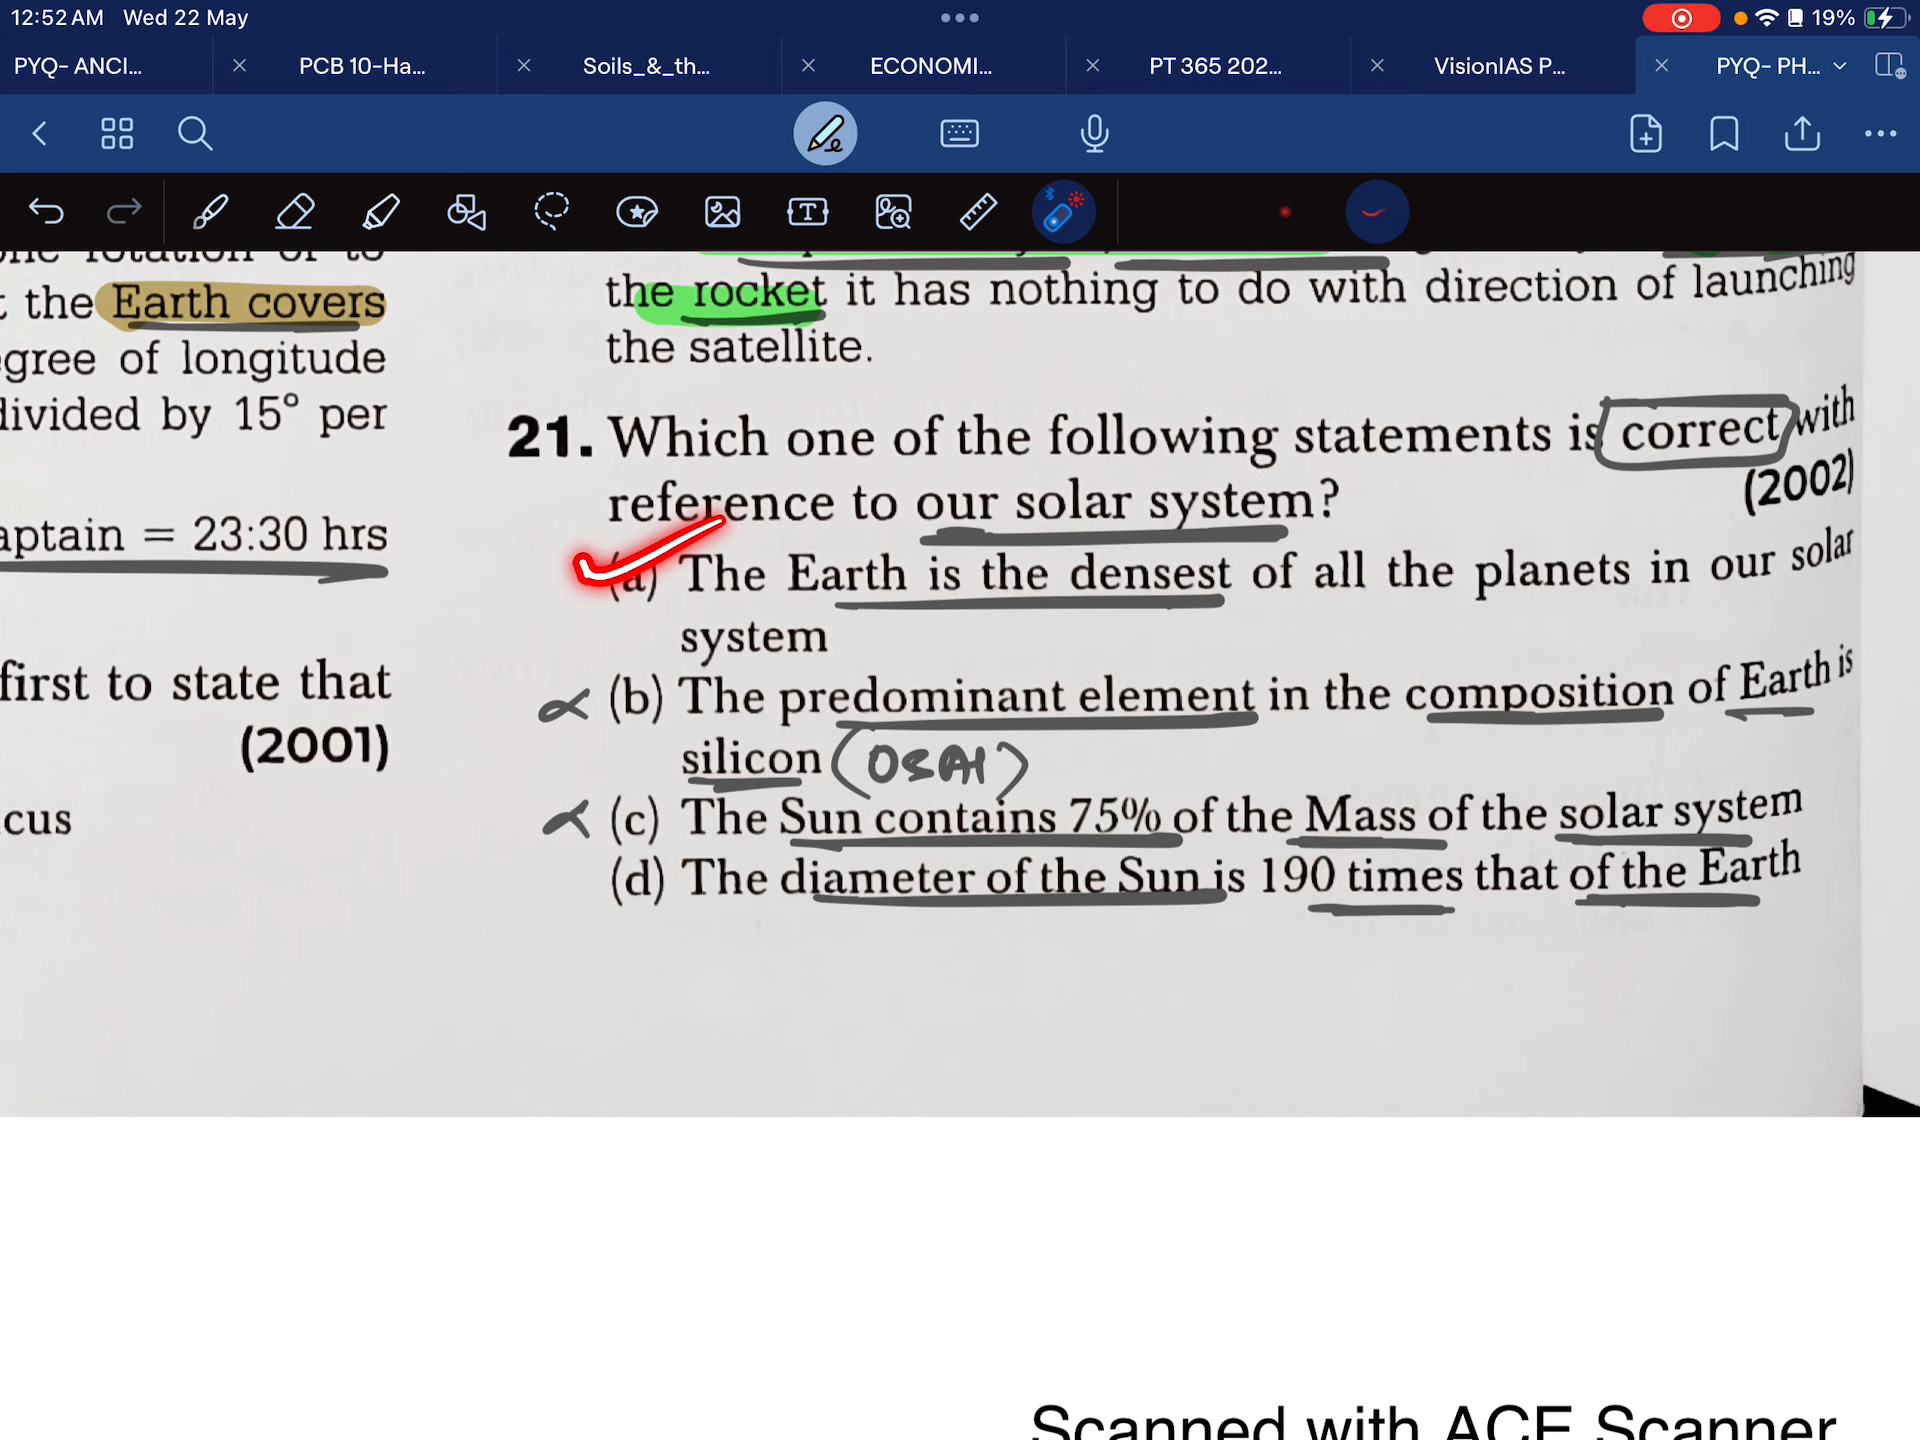 12:52 AM Wed 22 May
19%
PYQ- ANCI...
PCB 10-Ha...
Soils_&_th...
ECONOMI...
PT 365 202...
VisionIAS P...
PYQ- PH...
the Earth covers
gree of longitude
divided by 15° per
aptain = 23:30 hrs
first to state that
(2001)
cus
the rocket it has nothing to do with direction of launching
the satellite.
21. Which one of the following statements is correct with
reference to our solar system? (2002)
(a) The Earth is the densest of all the planets in our solar
system
(b) The predominant element in the composition of Earth is
silicon (OSAI)
(c) The Sun contains 75% of the Mass of the solar system
(d) The diameter of the Sun is 190 times that of the Earth
Scanned with ACE Scanner